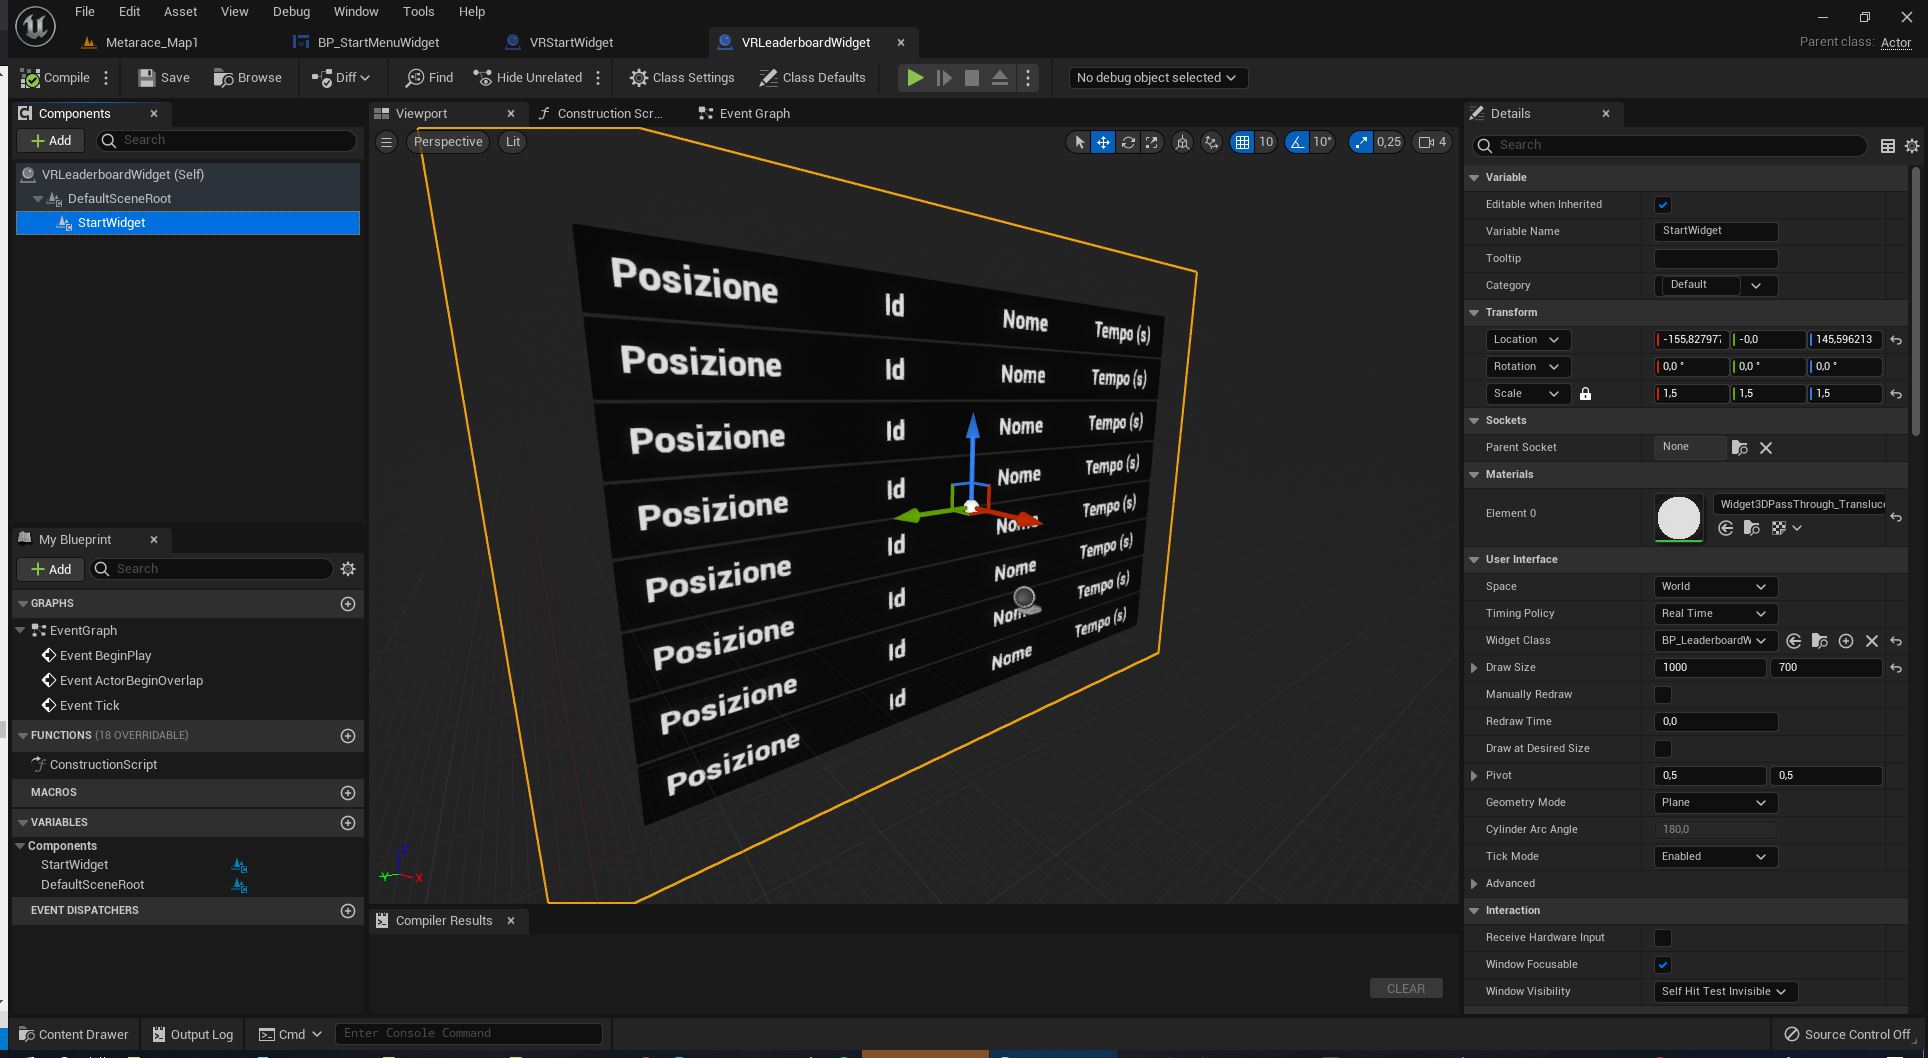 File Edit Asset View Debug Window Tools Help
Metarace_Map1 BP_StartMenuWidget VRStartWidget VRLeaderboardWidget
Parent class: Actor
Compile Save Browse Diff Find Hide Unrelated Class Settings Class Defaults No debug object selected
Components
Add Search
VRLeaderboardWidget (Self)
DefaultSceneRoot
StartWidget
My Blueprint
Add Search
GRAPHS
EventGraph
Event BeginPlay
Event ActorBeginOverlap
Event Tick
FUNCTIONS (18 OVERRIDABLE)
ConstructionScript
MACROS
VARIABLES
Components
StartWidget
DefaultSceneRoot
EVENT DISPATCHERS
Viewport Construction Scr... Event Graph
Perspective Lit 10 10° 0,25 4
Posizione Id Nome Tempo (s)
Posizione Id Nome Tempo (s)
Posizione Id Nome Tempo (s)
Posizione Id Nome Tempo (s)
Posizione Id Nome Tempo (s)
Posizione Id Nome Tempo (s)
Posizione Id Nome Tempo (s)
Posizione Id Nome Tempo (s)
Z
Y X
Compiler Results
CLEAR
Details
Search
Variable
Editable when Inherited
Variable Name StartWidget
Tooltip
Category Default
Transform
Location -155,827977 -0,0 145,596213
Rotation 0,0 ° 0,0 ° 0,0 °
Scale 1,5 1,5 1,5
Sockets
Parent Socket None
Materials
Element 0 Widget3DPassThrough_Transluce
User Interface
Space World
Timing Policy Real Time
Widget Class BP_LeaderboardW
Draw Size 1000 700
Manually Redraw
Redraw Time 0,0
Draw at Desired Size
Pivot 0,5 0,5
Geometry Mode Plane
Cylinder Arc Angle 180,0
Tick Mode Enabled
Advanced
Interaction
Receive Hardware Input
Window Focusable
Window Visibility Self Hit Test Invisible
Content Drawer Output Log Cmd Enter Console Command Source Control Off